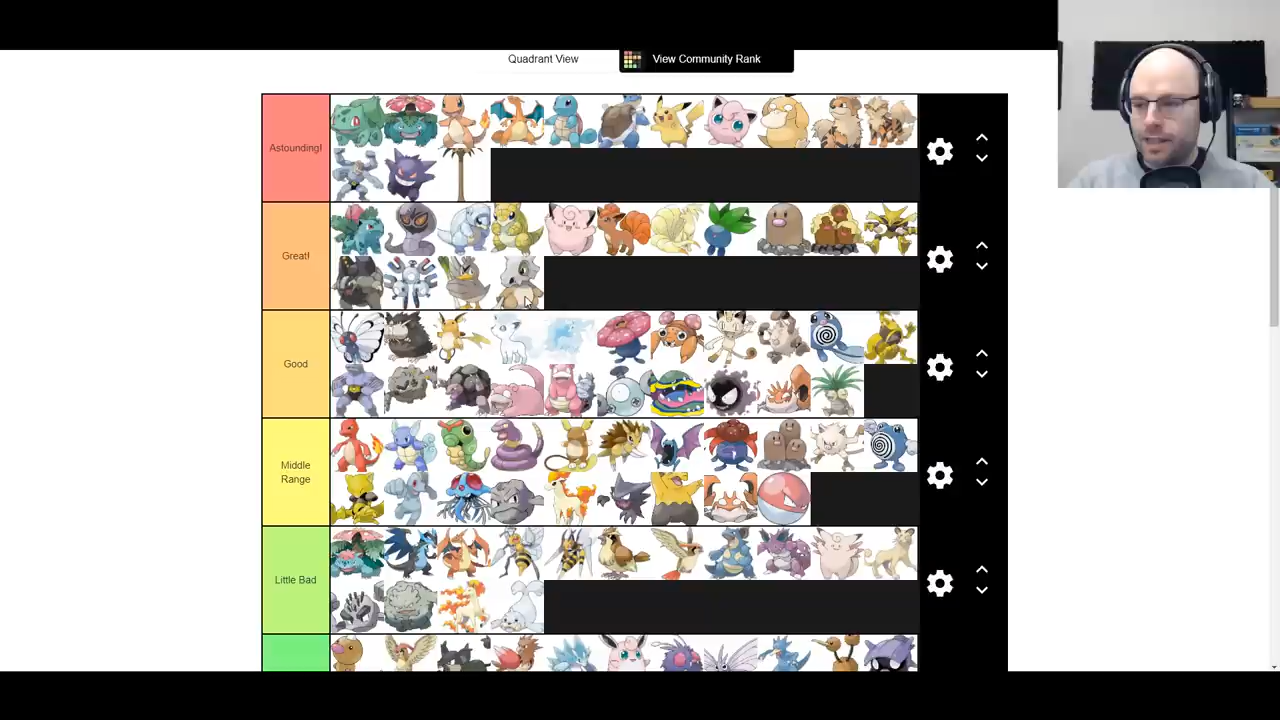 Quadrant View
View Community Rank
Astounding!
Great!
Good
Middle
Range
Little Bad